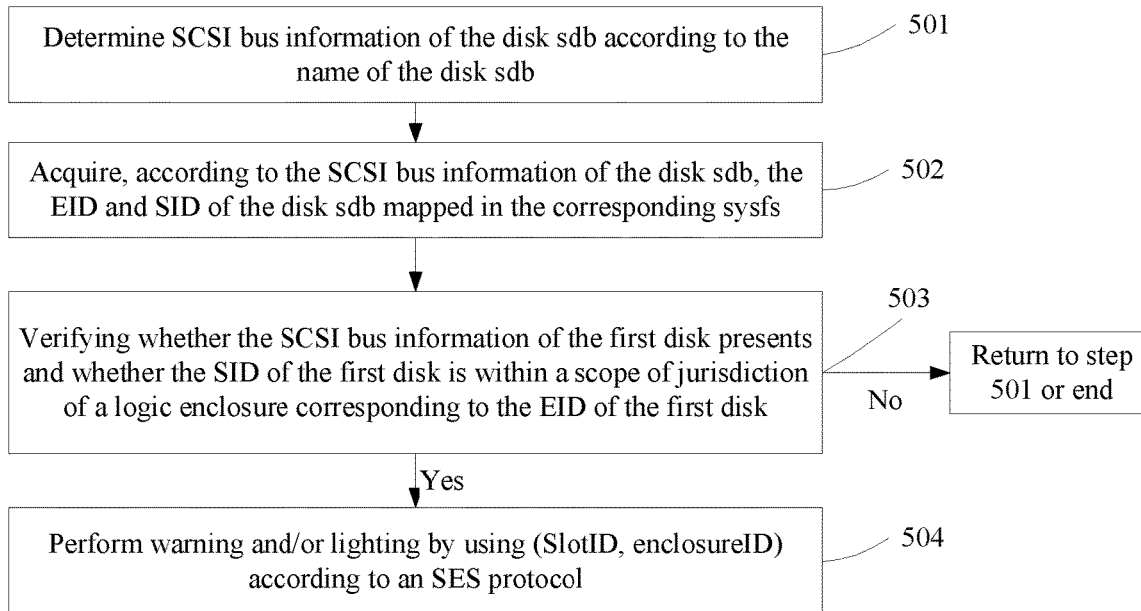 Determine SCSI bus information of the disk sdb according to the
name of the disk sdb
501
Acquire, according to the SCSI bus information of the disk sdb, the
EID and SID of the disk sdb mapped in the corresponding sysfs
502
Verifying whether the SCSI bus information of the first disk presents
and whether the SID of the first disk is within a scope of jurisdiction
of a logic enclosure corresponding to the EID of the first disk
503
No
Return to step
501 or end
Yes
Perform warning and/or lighting by using (SlotID, enclosureID)
according to an SES protocol
504